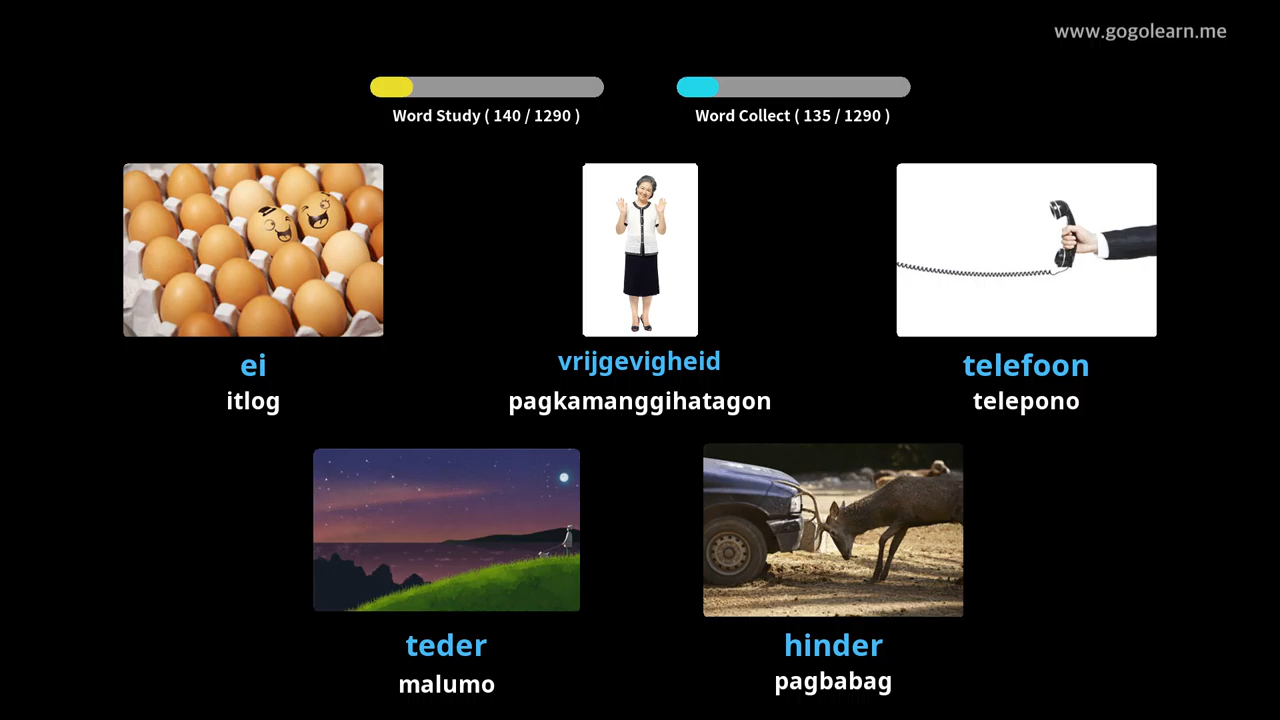 www.gogolearn.me
Word Study ( 140 / 1290 )
Word Collect ( 135 / 1290 )
ei
itlog
vrijgevigheid
pagkamanggihatagon
telefoon
telepono
teder
malumo
hinder
pagbabag